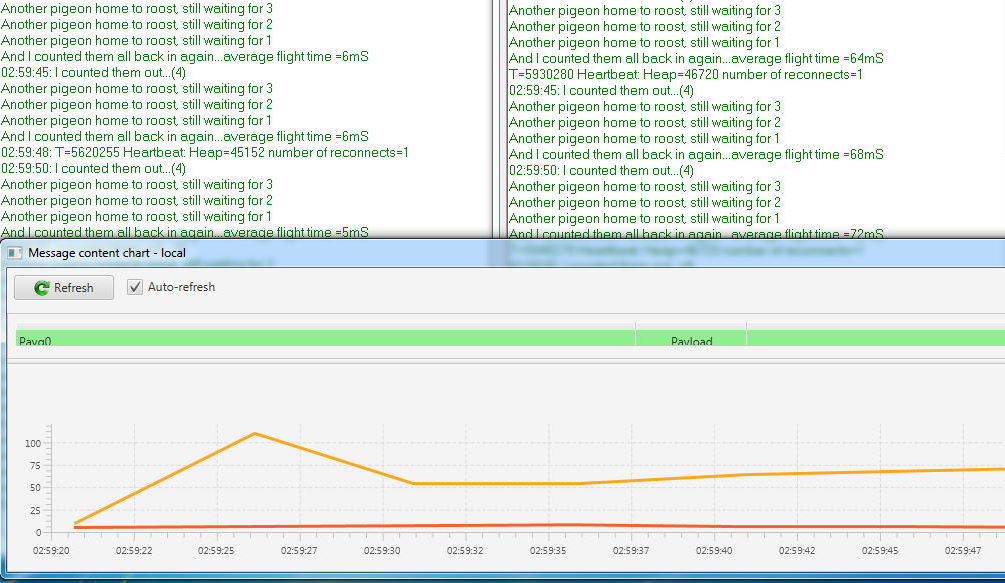 Another pigeon home to roost, still waiting for 3
Another pigeon home to roost, still waiting for 2
Another pigeon home to roost, still waiting for 1
And I counted them all back in again...average flight time =6mS
02:59:45: I counted them out...(4)
Another pigeon home to roost, still waiting for 3
Another pigeon home to roost, still waiting for 2
Another pigeon home to roost, still waiting for 1
And I counted them all back in again...average flight time =6mS
02:59:48: T=5620255 Heartbeat: Heap=45152 number of reconnects=1
02:59:50: I counted them out...(4)
Another pigeon home to roost, still waiting for 3
Another pigeon home to roost, still waiting for 2
Another pigeon home to roost, still waiting for 1
And I counted them all back in again...average flight time =5mS
Another pigeon home to roost, still waiting for 3
Another pigeon home to roost, still waiting for 2
Another pigeon home to roost, still waiting for 1
And I counted them all back in again...average flight time =64mS
T=5930280 Heartbeat: Heap=46720 number of reconnects=1
02:59:45: I counted them out...(4)
Another pigeon home to roost, still waiting for 3
Another pigeon home to roost, still waiting for 2
Another pigeon home to roost, still waiting for 1
And I counted them all back in again...average flight time =68mS
02:59:50: I counted them out...(4)
Another pigeon home to roost, still waiting for 3
Another pigeon home to roost, still waiting for 2
Another pigeon home to roost, still waiting for 1
And I counted them all back in again...average flight time =72mS
Message content chart - local
Refresh
Auto-refresh
Pavg0
Payload
100
75
50
25
0
02:59:20 02:59:22 02:59:25 02:59:27 02:59:30 02:59:32 02:59:35 02:59:37 02:59:40 02:59:42 02:59:45 02:59:47